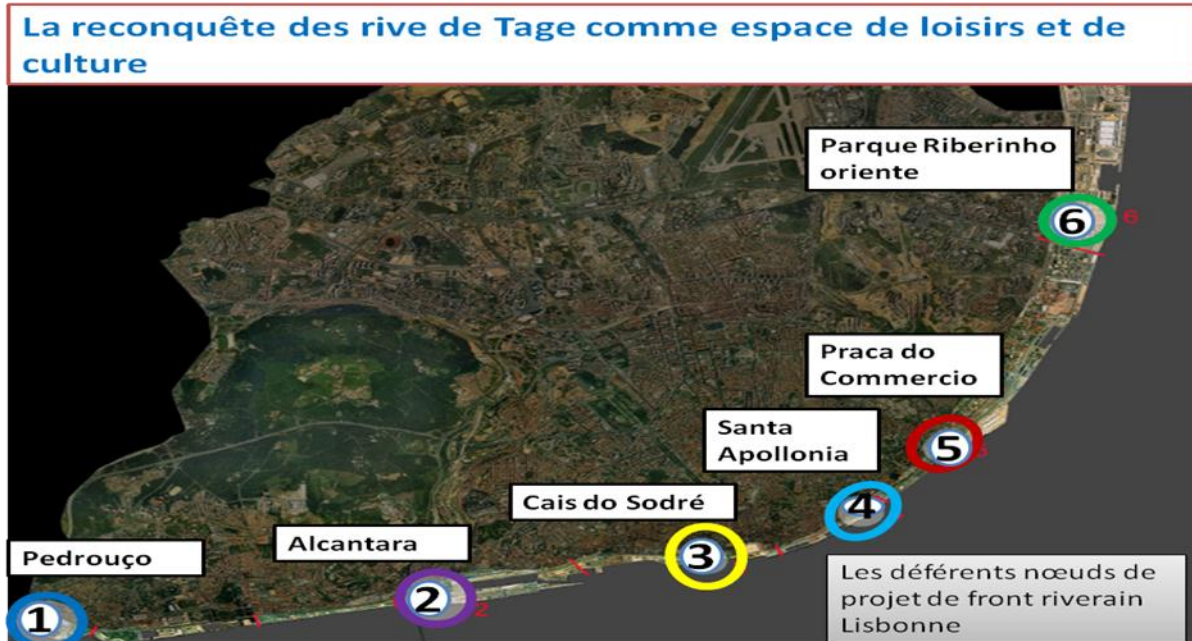 La reconquête des rive de Tage comme espace de loisirs et de
culture
Parque Riberinho
oriente
6
6
Praca do
Commercio
5
Santa
Apollonia
4
Cais do Sodré
3
Alcantara
2
2
Pedrouço
1
Les déférents nœuds de
projet de front riverain
Lisbonne